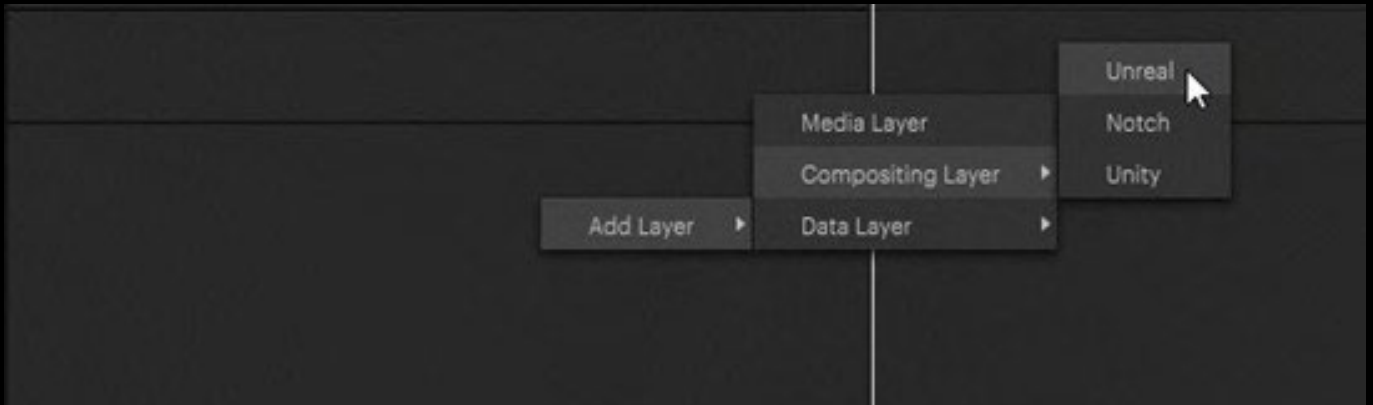 Add Layer
Media Layer
Compositing Layer
Data Layer
Unreal
Notch
Unity